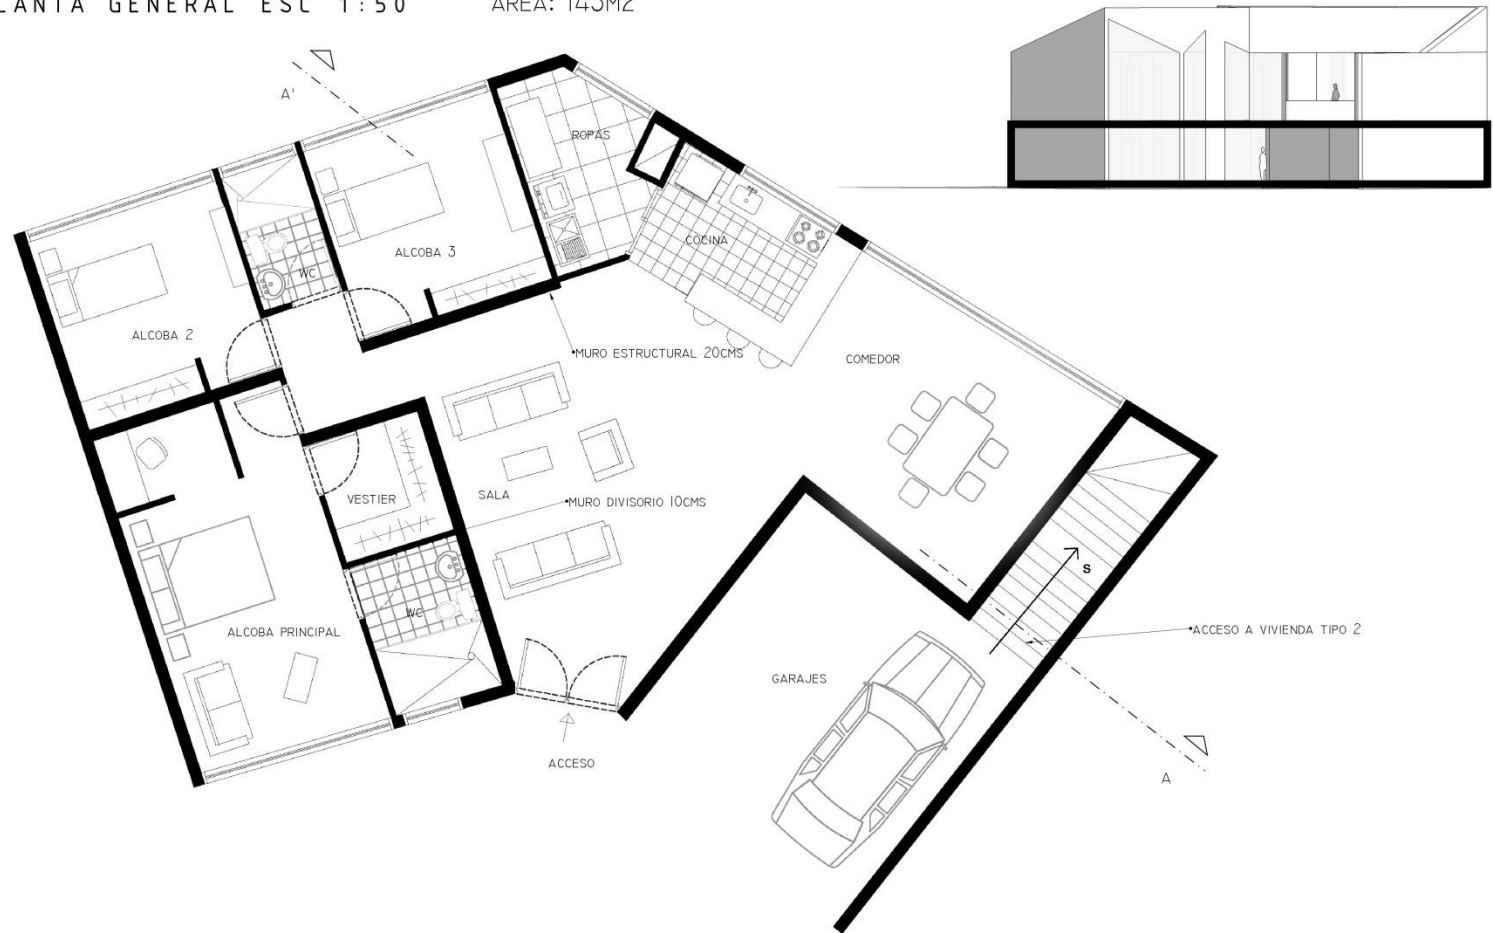 PLANTA GENERAL ESC 1:50
AREA: 145M2
A'
ROPAS
COCINA
ALCOBA 3
WC
ALCOBA 2
MURO ESTRUCTURAL 20CMS
COMEDOR
VESTIER
SALA
MURO DIVISORIO 10CMS
S
WC
ALCOBA PRINCIPAL
ACCESO A VIVIENDA TIPO 2
GARAJES
ACCESO
A